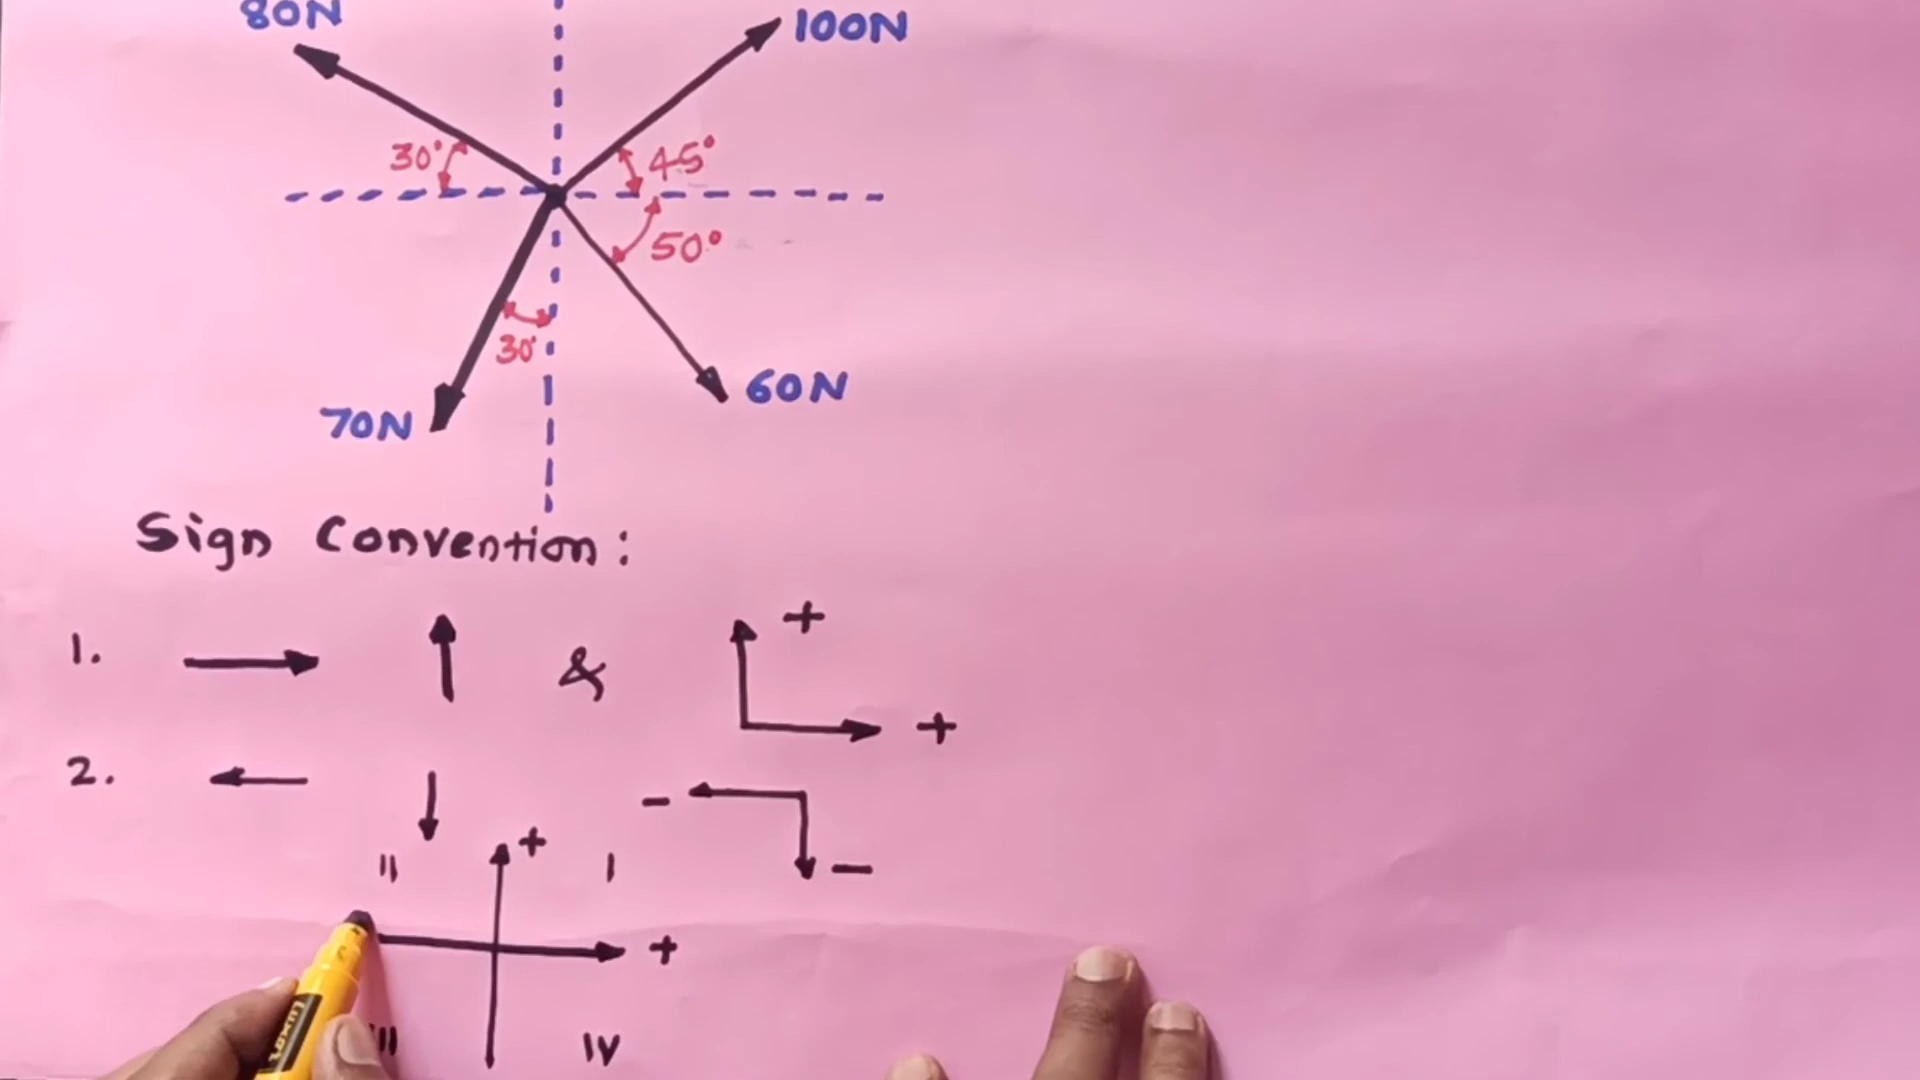 80N
100N
30°
45°
50°
30°
60N
70N
Sign Convention:
1. & +
+
2. -
-
+
II I
+
III IV